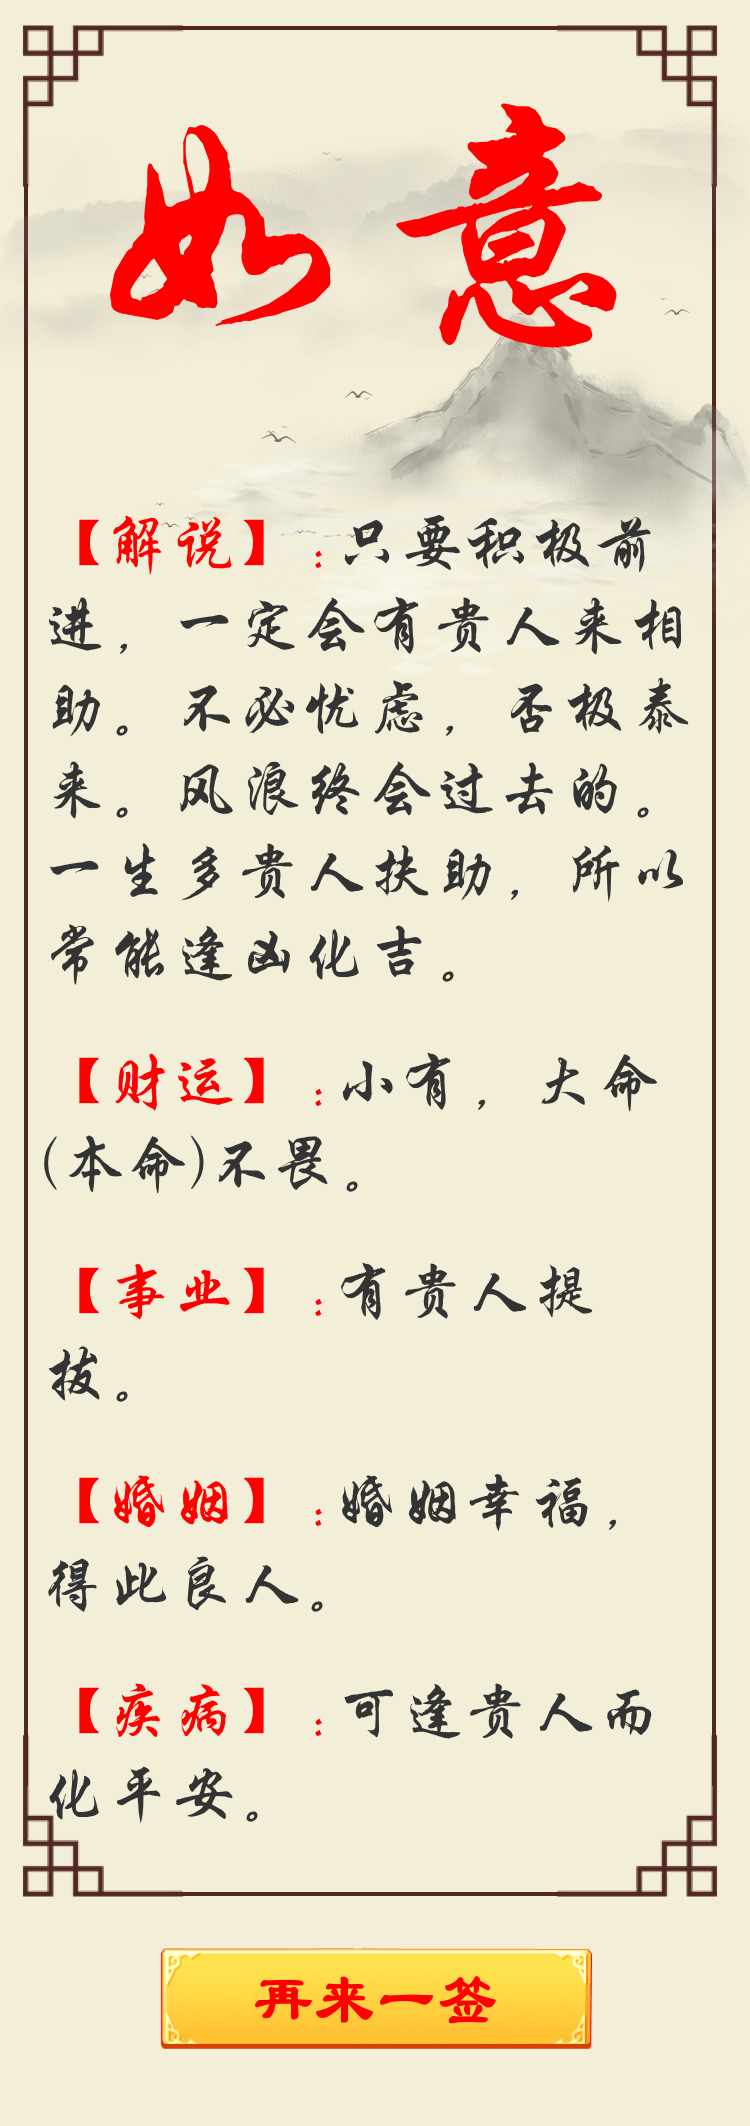 如意
【解说】：只要积极前
进，一定会有贵人来相
助。不必忧虑，否极泰
来。风浪终会过去的。
一生多贵人扶助，所以
常能逢凶化吉。
【财运】：小有，大命
(本命)不畏。
【事业】：有贵人提
拔。
【婚姻】：婚姻幸福，
得此良人。
【疾病】：可逢贵人而
化平安。
再来一签